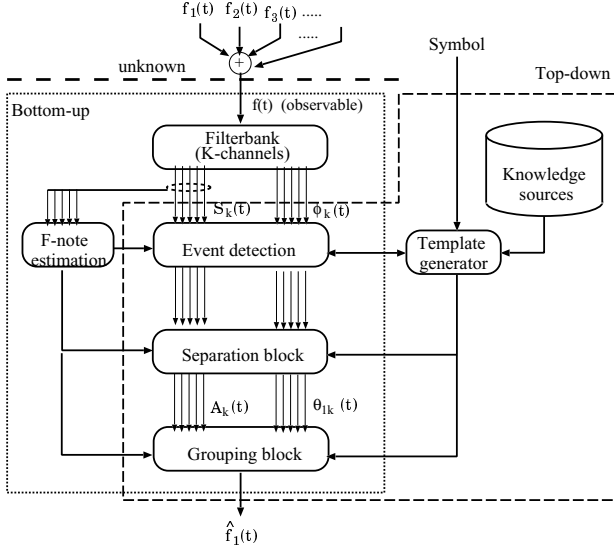 f₁(t) f₂(t) f₃(t) .....
.....
+
Symbol
unknown
Top-down
f(t) (observable)
Bottom-up
Filterbank
(K-channels)
Knowledge
sources
Sₖ(t) ϕₖ(t)
F-note
estimation
Event detection
Template
generator
Separation block
Aₖ(t) θ₁ₖ (t)
Grouping block
f̂₁(t)